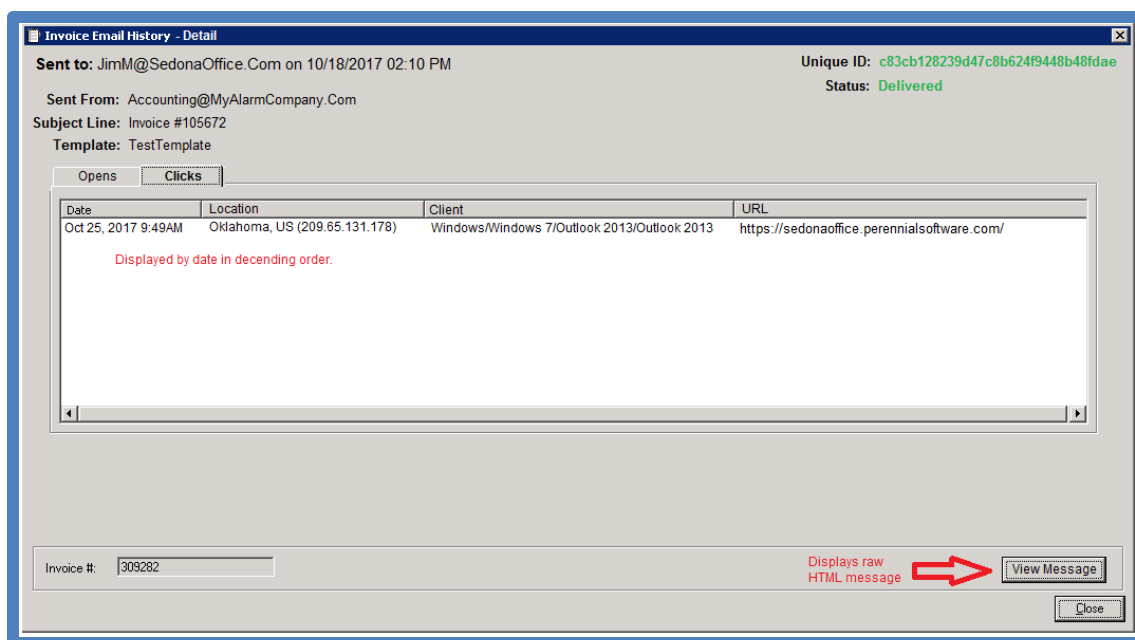 Invoice Email History - Detail
Sent to: JimM@SedonaOffice.Com on 10/18/2017 02:10 PM
Unique ID: c83cb128239d47c8b624f9448b48fdae
Status: Delivered
Sent From: Accounting@MyAlarmCompany.Com
Subject Line: Invoice #105672
Template: TestTemplate
Opens Clicks
Date Location Client URL
Oct 25, 2017 9:49AM Oklahoma, US (209.65.131.178) Windows/Windows 7/Outlook 2013/Outlook 2013 https://sedonaoffice.perennialsoftware.com/
Displayed by date in decending order.
Invoice #: 309282
Displays raw
HTML message
View Message
Close